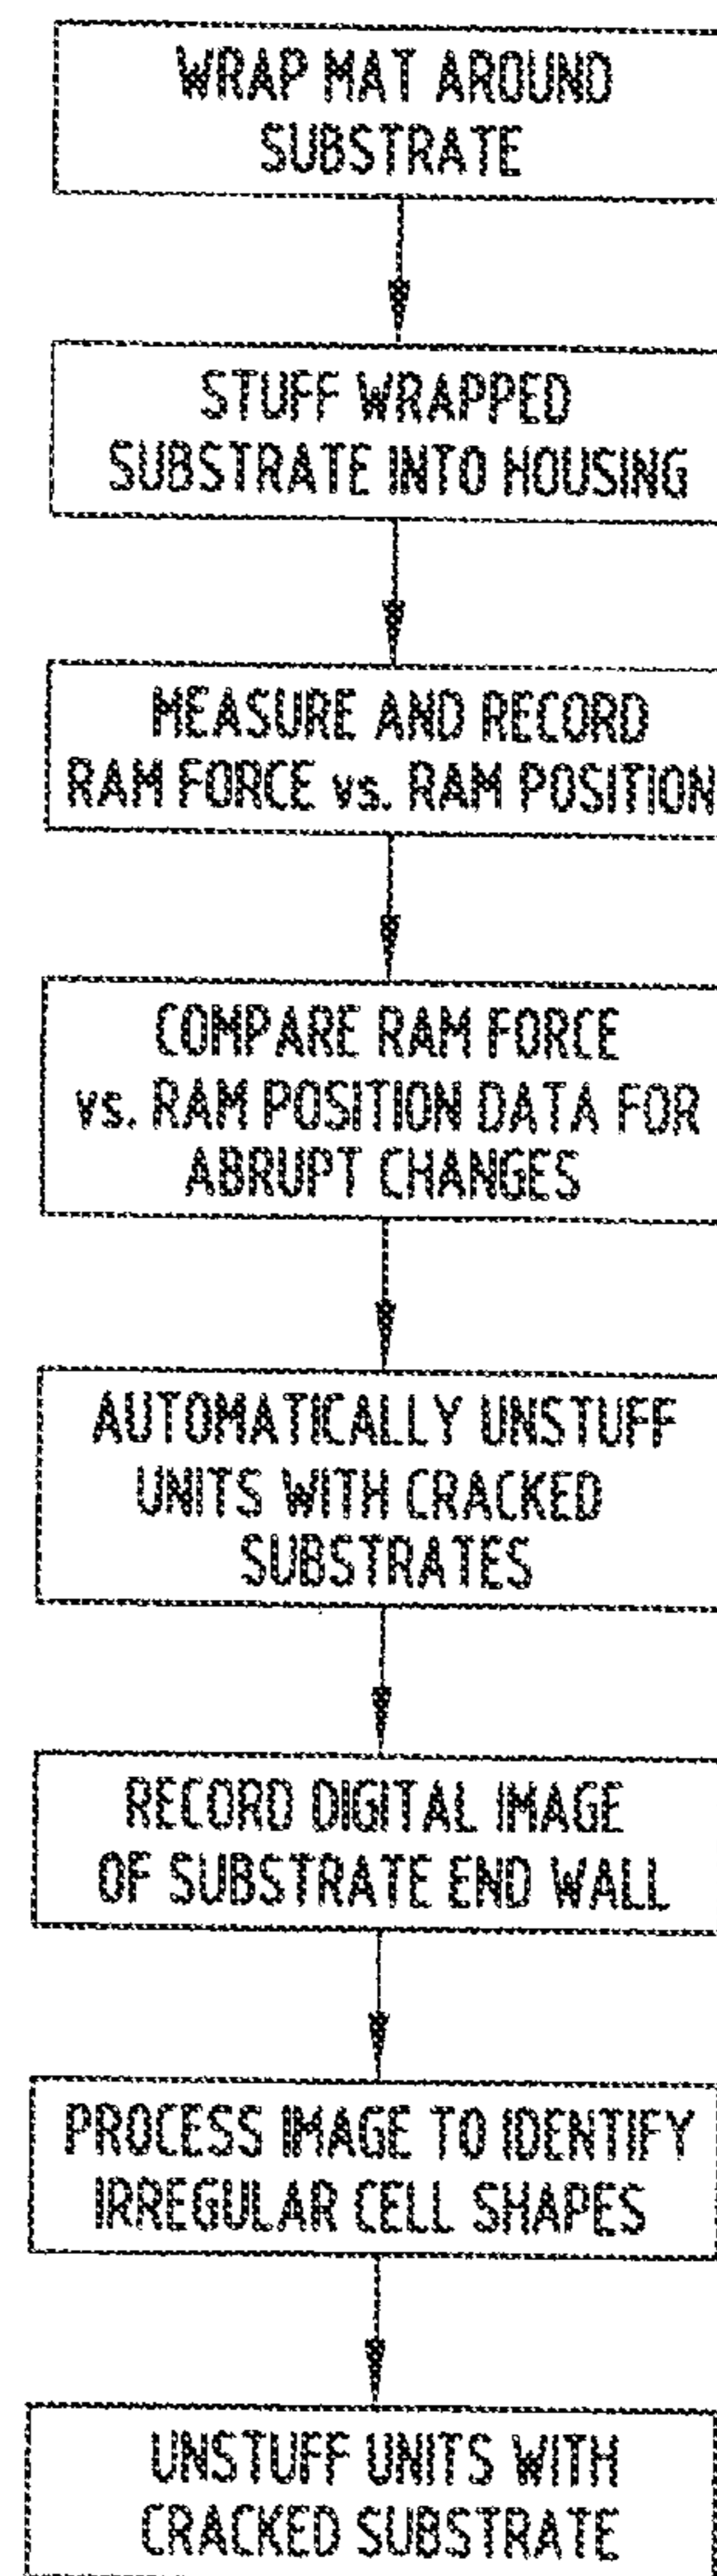 WRAP MAT AROUND
SUBSTRATE
STUFF WRAPPED
SUBSTRATE INTO HOUSING
MEASURE AND RECORD
RAM FORCE vs. RAM POSITION
COMPARE RAM FORCE
vs. RAM POSITION DATA FOR
ABRUPT CHANGES
AUTOMATICALLY UNSTUFF
UNITS WITH CRACKED
SUBSTRATES
RECORD DIGITAL IMAGE
OF SUBSTRATE END WALL
PROCESS IMAGE TO IDENTIFY
IRREGULAR CELL SHAPES
UNSTUFF UNITS WITH
CRACKED SUBSTRATE